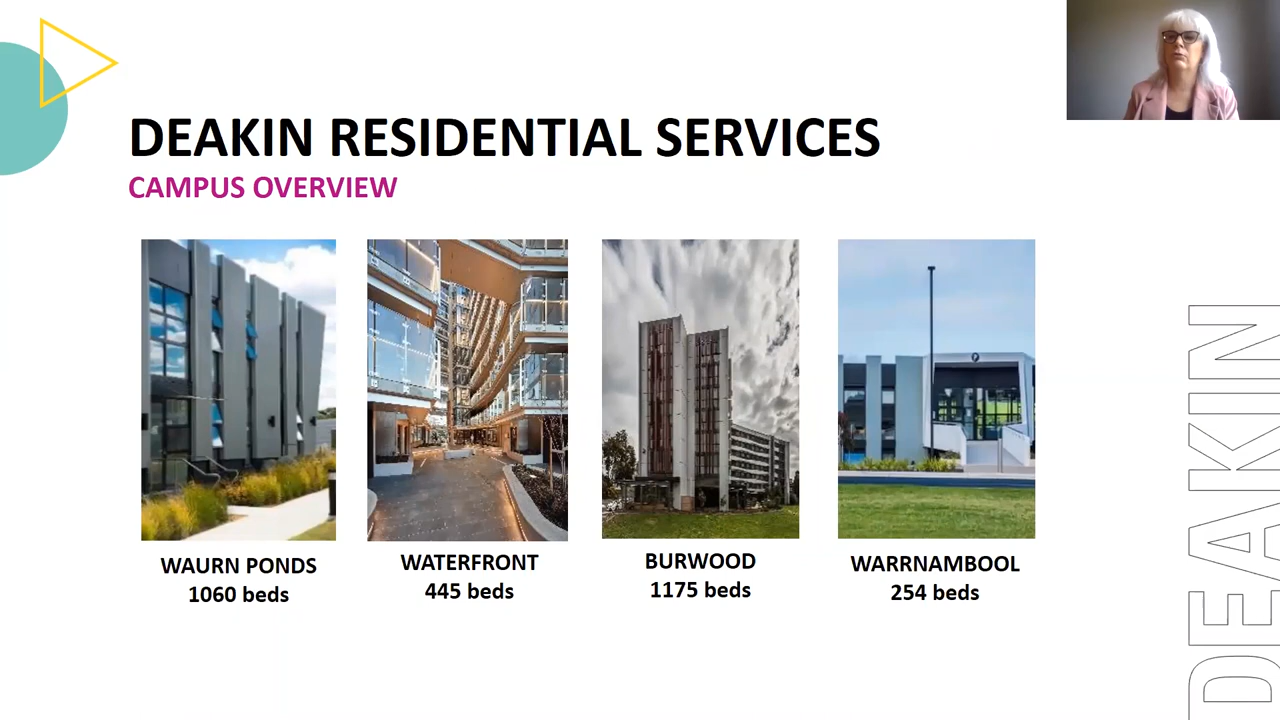 DEAKIN RESIDENTIAL SERVICES
CAMPUS OVERVIEW
WAURN PONDS
1060 beds
WATERFRONT
445 beds
BURWOOD
1175 beds
WARRNAMBOOL
254 beds
DEAKIN